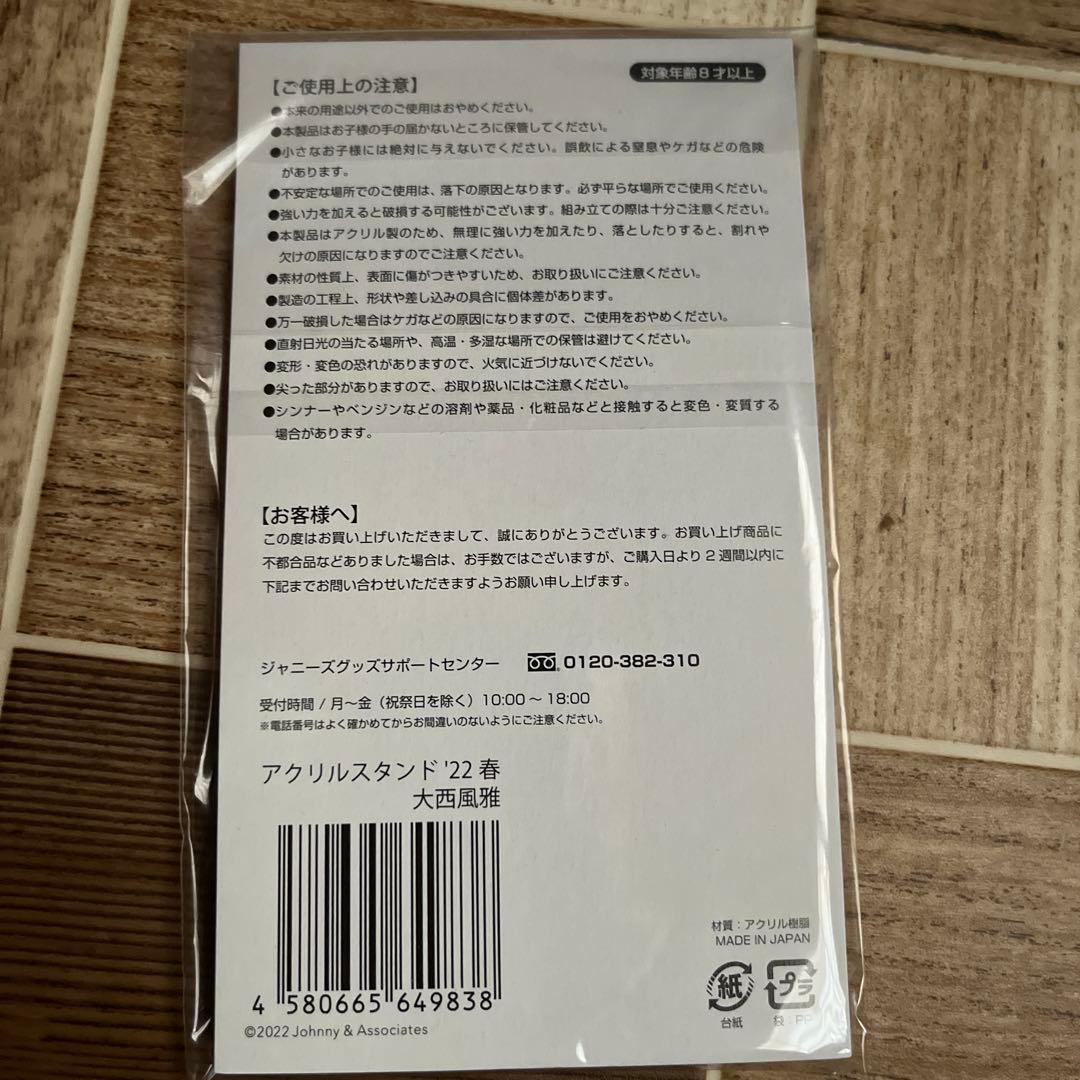 対象年齢8才以上
【ご使用上の注意】
●本来の用途以外でのご使用はおやめください。
●本製品はお子様の手の届かないところに保管してください。
●小さなお子様には絶対に与えないでください。誤飲による窒息やケガなどの危険
があります。
●不安定な場所でのご使用は、落下の原因となります。必ず平らな場所でご使用ください。
●強い力を加えると破損する可能性がございます。組み立ての際は十分ご注意ください。
●本製品はアクリル製のため、無理に強い力を加えたり、落としたりすると、割れや
欠けの原因になりますのでご注意ください。
●素材の性質上、表面に傷がつきやすいため、お取り扱いにご注意ください。
●製造の工程上、形状や差し込みの具合に個体差があります。
●万一破損した場合はケガなどの原因になりますので、ご使用をおやめください。
●直射日光の当たる場所や、高温・多湿な場所での保管は避けてください。
●変形・変色の恐れがありますので、火気に近づけないでください。
●尖った部分がありますので、お取り扱いにはご注意ください。
●シンナーやベンジンなどの溶剤や薬品・化粧品などと接触すると変色・変質する
場合があります。
【お客様へ】
この度はお買い上げいただきまして、誠にありがとうございます。お買い上げ商品に
不都合品などありました場合は、お手数ではございますが、ご購入日より2週間以内に
下記までお問い合わせいただきますようお願い申し上げます。
ジャニーズグッズサポートセンター 0120-382-310
受付時間/月〜金(祝祭日を除く)10:00〜18:00
※電話番号はよく確かめてからお間違いのないようにご注意ください。
アクリルスタンド'22春
大西風雅
4 580665 649838
©2022 Johnny & Associates
材質:アクリル樹脂
MADE IN JAPAN
紙 プラ
台紙 袋:PP